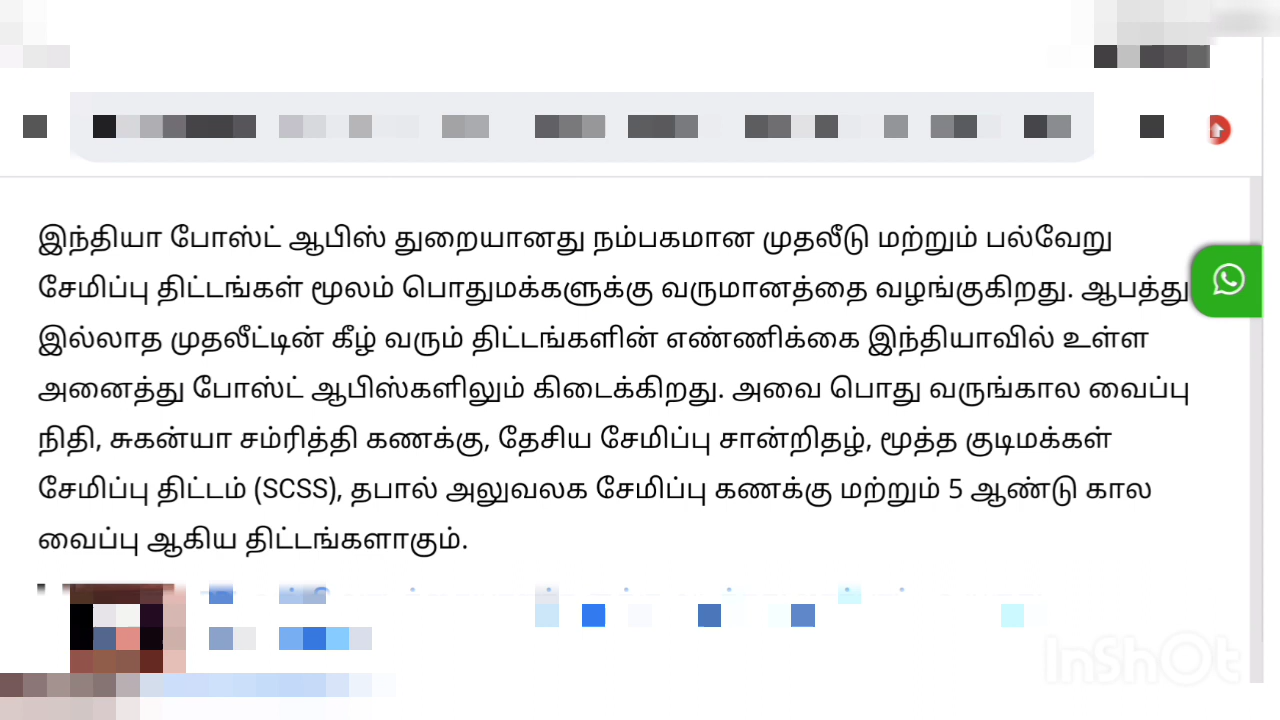 இந்தியா போஸ்ட் ஆபிஸ் துறையானது நம்பகமான முதலீடு மற்றும் பல்வேறு
சேமிப்பு திட்டங்கள் மூலம் பொதுமக்களுக்கு வருமானத்தை வழங்குகிறது. ஆபத்து
இல்லாத முதலீட்டின் கீழ் வரும் திட்டங்களின் எண்ணிக்கை இந்தியாவில் உள்ள
அனைத்து போஸ்ட் ஆபிஸ்களிலும் கிடைக்கிறது. அவை பொது வருங்கால வைப்பு
நிதி, சுகன்யா சம்ரித்தி கணக்கு, தேசிய சேமிப்பு சான்றிதழ், மூத்த குடிமக்கள்
சேமிப்பு திட்டம் (SCSS), தபால் அலுவலக சேமிப்பு கணக்கு மற்றும் 5 ஆண்டு கால
வைப்பு ஆகிய திட்டங்களாகும்.
InShOt